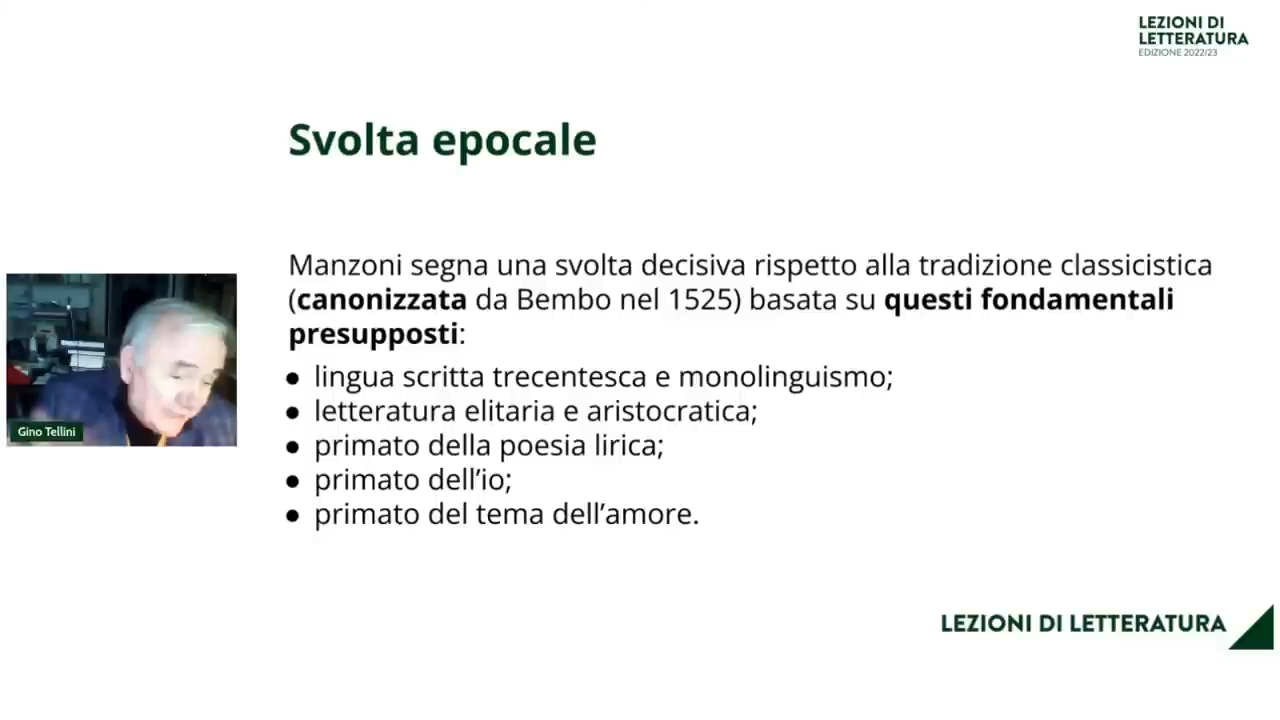 LEZIONI DI
LETTERATURA
EDIZIONE 2022/23
Svolta epocale
Manzoni segna una svolta decisiva rispetto alla tradizione classicistica
(canonizzata da Bembo nel 1525) basata su questi fondamentali
presupposti:
● lingua scritta trecentesca e monolinguismo;
● letteratura elitaria e aristocratica;
● primato della poesia lirica;
● primato dell’io;
● primato del tema dell’amore.
Gino Tellini
LEZIONI DI LETTERATURA